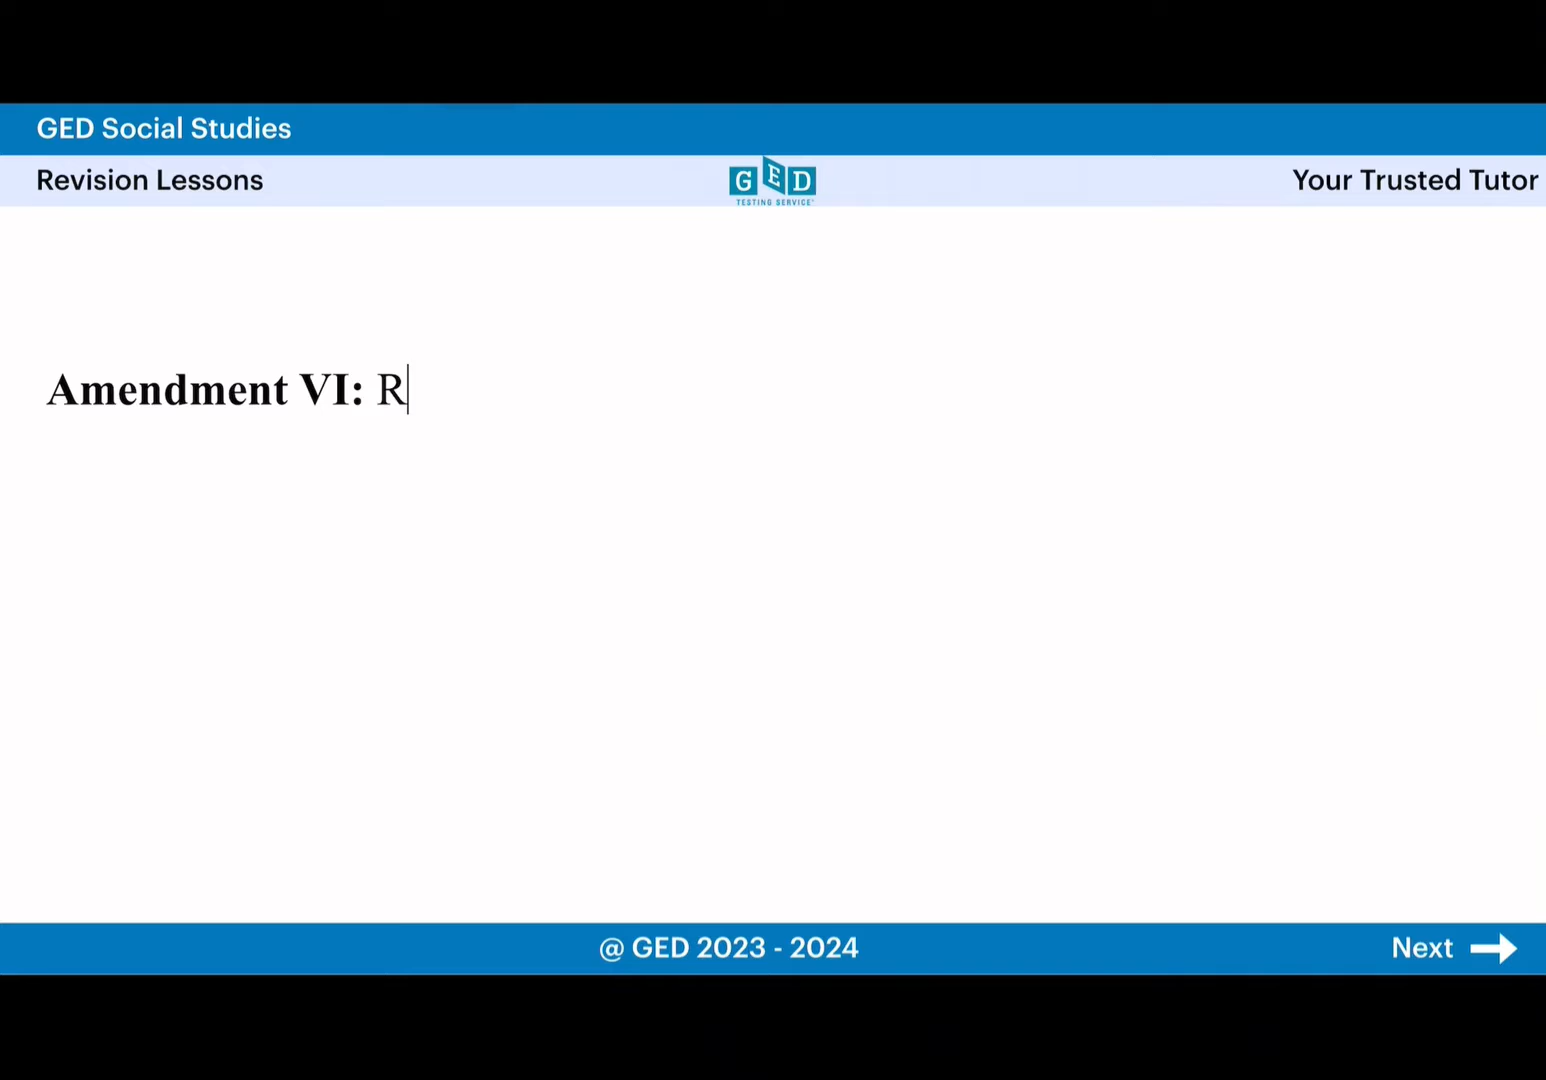 GED Social Studies
Revision Lessons
GED
TESTING SERVICE
Your Trusted Tutor
Amendment VI: R
@ GED 2023 - 2024
Next